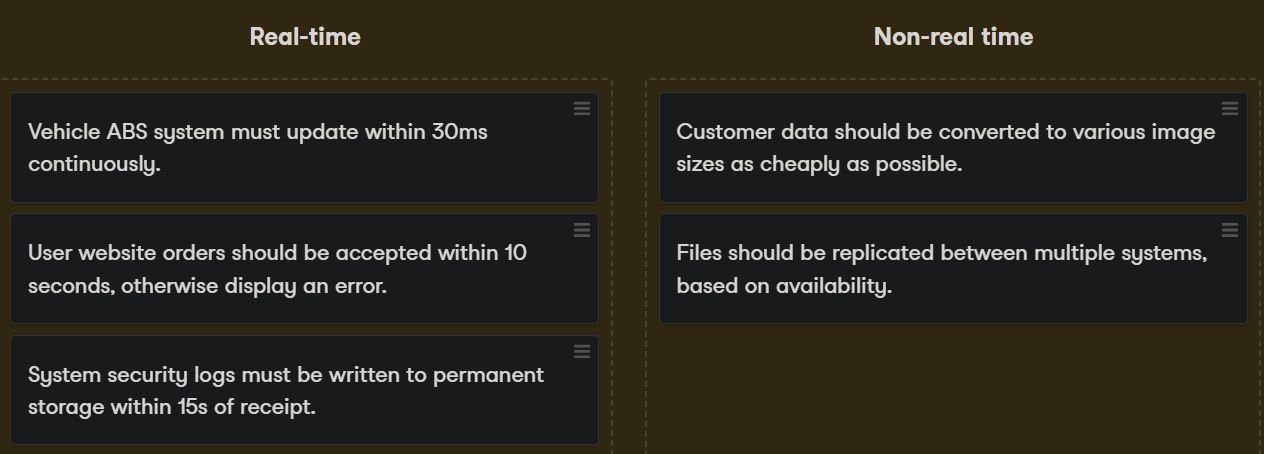 Real-time
Vehicle ABS system must update within 30ms
continuously.
User website orders should be accepted within 10
seconds, otherwise display an error.
System security logs must be written to permanent
storage within 15s of receipt.
Non-real time
Customer data should be converted to various image
sizes as cheaply as possible.
Files should be replicated between multiple systems,
based on availability.